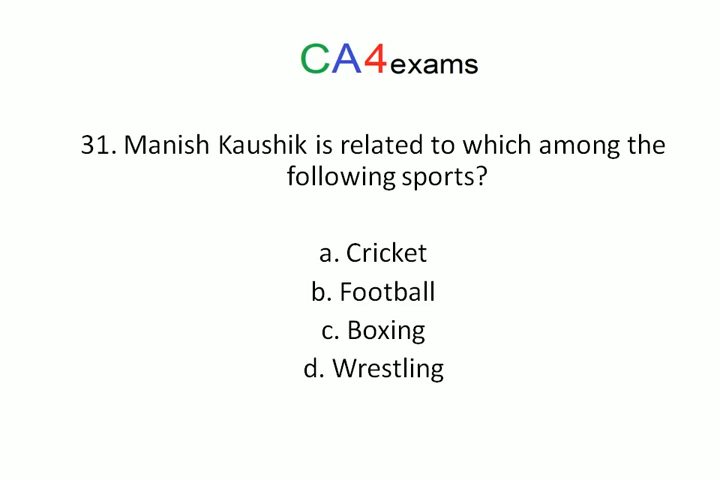 CA4exams
31. Manish Kaushik is related to which among the
following sports?
a. Cricket
b. Football
c. Boxing
d. Wrestling